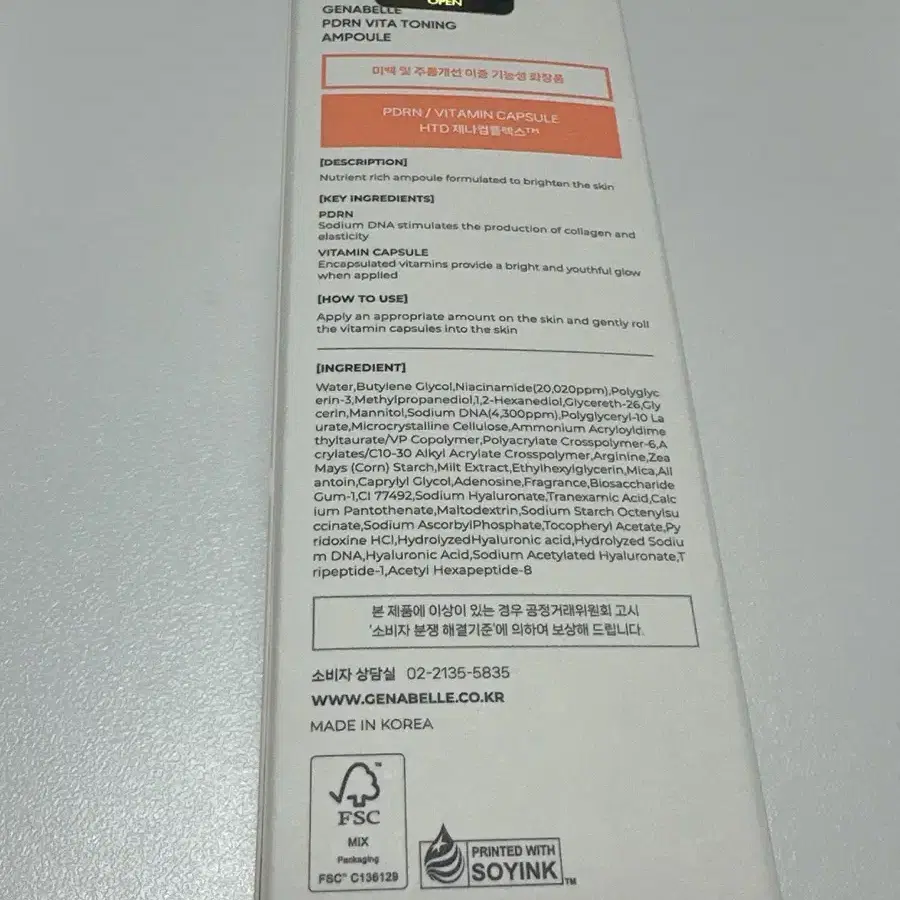 OPEN
GENABELLE
PDRN VITA TONING
AMPOULE
미백 및 주름개선 이중 기능성 화장품
PDRN / VITAMIN CAPSULE
HTD 제나컴플렉스™
[DESCRIPTION]
Nutrient rich ampoule formulated to brighten the skin
[KEY INGREDIENTS]
PDRN
Sodium DNA stimulates the production of collagen and
elasticity
VITAMIN CAPSULE
Encapsulated vitamins provide a bright and youthful glow
when applied
[HOW TO USE]
Apply an appropriate amount on the skin and gently roll
the vitamin capsules into the skin
[INGREDIENT]
Water,Butylene Glycol,Niacinamide(20,020ppm),Polyglyc
erin-3,Methylpropanediol,1,2-Hexanediol,Glycereth-26,Gly
cerin,Mannitol,Sodium DNA(4,300ppm),Polyglyceryl-10 La
urate,Microcrystalline Cellulose,Ammonium Acryloyldime
thyltaurate/VP Copolymer,Polyacrylate Crosspolymer-6,A
crylates/C10-30 Alkyl Acrylate Crosspolymer,Arginine,Zea
Mays (Corn) Starch,Milt Extract,Ethylhexylglycerin,Mica,All
antoin,Caprylyl Glycol,Adenosine,Fragrance,Biosaccharide
Gum-1,CI 77492,Sodium Hyaluronate,Tranexamic Acid,Calc
ium Pantothenate,Maltodextrin,Sodium Starch Octenylsu
ccinate,Sodium AscorbylPhosphate,Tocopheryl Acetate,Py
ridoxine HCl,HydrolyzedHyaluronic acid,Hydrolyzed Sodiu
m DNA,Hyaluronic Acid,Sodium Acetylated Hyaluronate,T
ripeptide-1,Acetyl Hexapeptide-8
본 제품에 이상이 있는 경우 공정거래위원회 고시
'소비자 분쟁 해결기준'에 의하여 보상해 드립니다.
소비자 상담실 02-2135-5835
WWW.GENABELLE.CO.KR
MADE IN KOREA
FSC
MIX
Packaging
FSC™ C136129
PRINTED WITH
SOYINK™